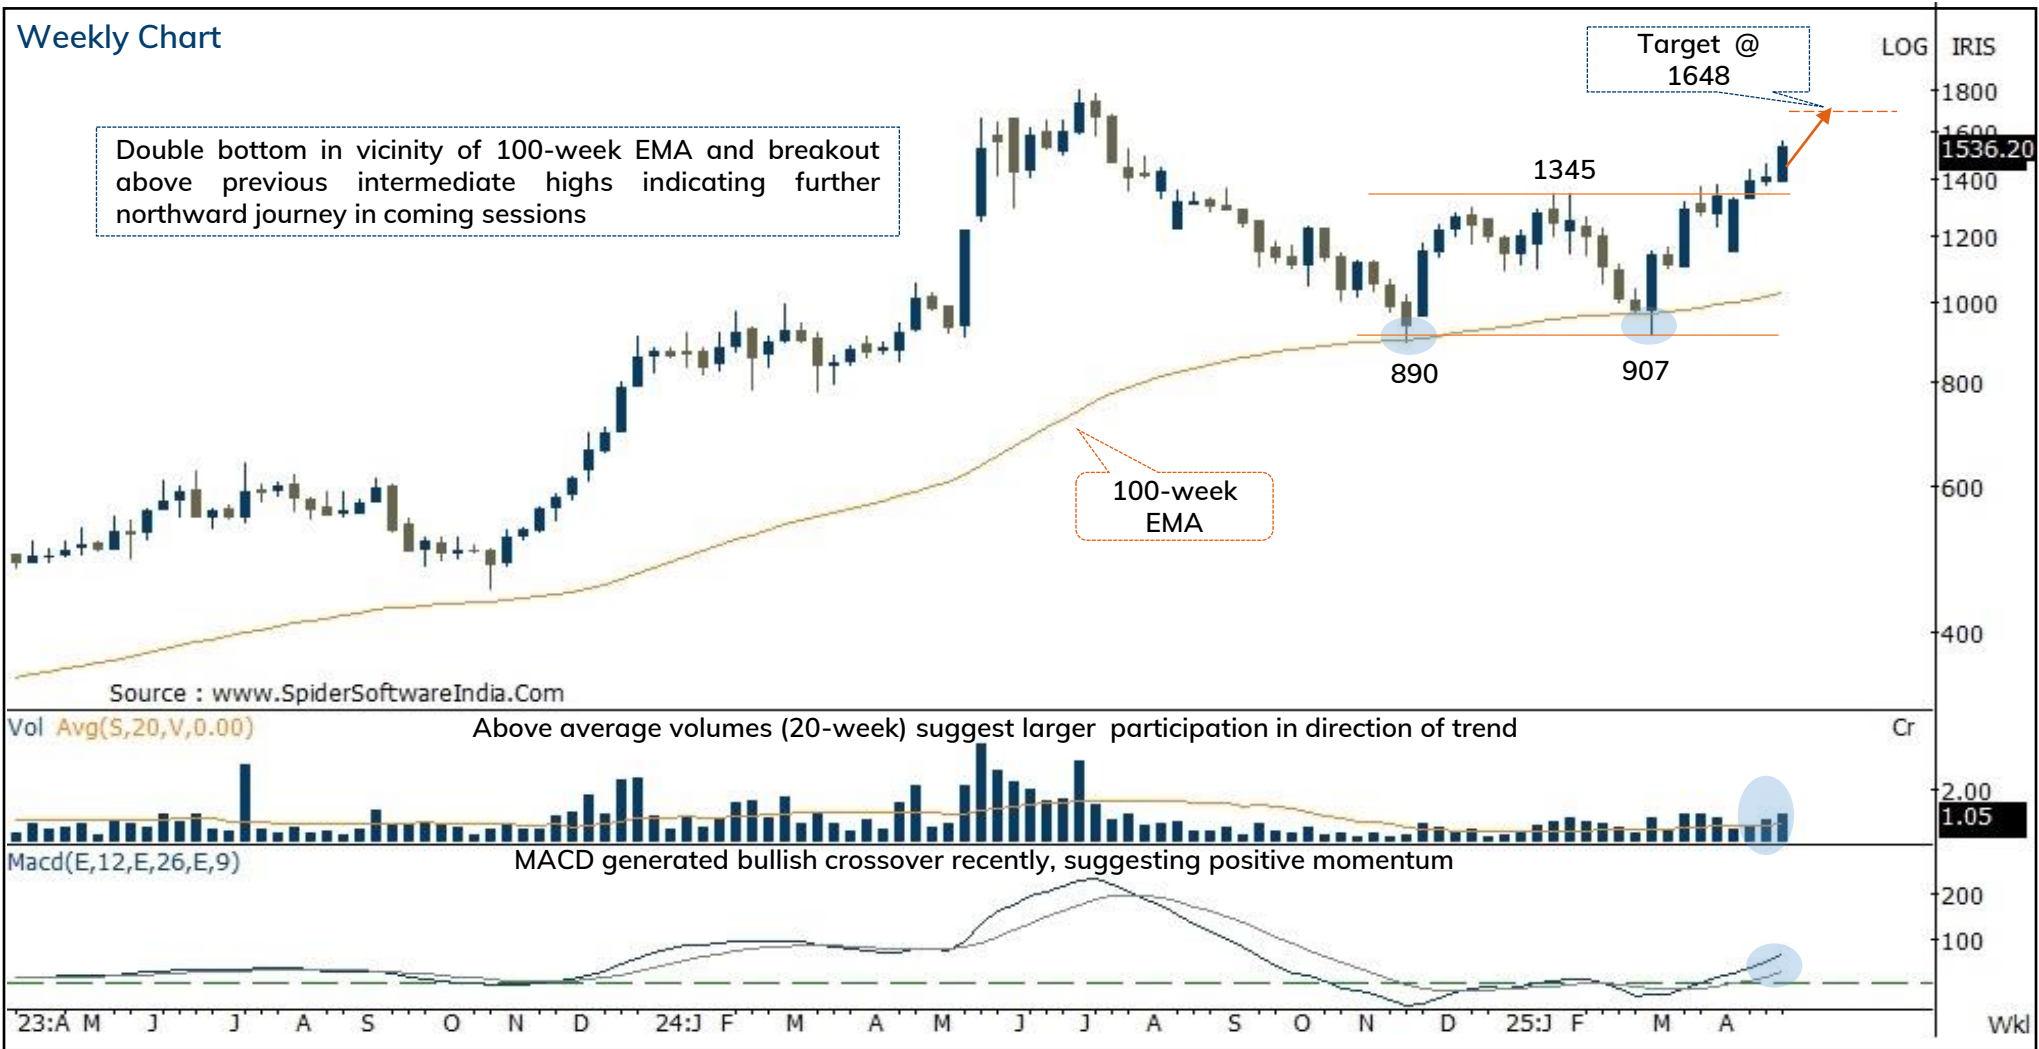 Weekly Chart
Target @
1648
LOG IRIS
1800
1600
1536.20
1400
1200
1000
800
600
400
Double bottom in vicinity of 100-week EMA and breakout
above previous intermediate highs indicating further
northward journey in coming sessions
1345
890
907
100-week
EMA
Source : www.SpiderSoftwareIndia.Com
Vol Avg(S,20,V,0.00)
Above average volumes (20-week) suggest larger participation in direction of trend
Cr
2.00
1.05
Macd(E,12,E,26,E,9)
MACD generated bullish crossover recently, suggesting positive momentum
200
100
23:A M J J A S O N D 24:J F M A M J J A S O N D 25:J F M A
Wkl